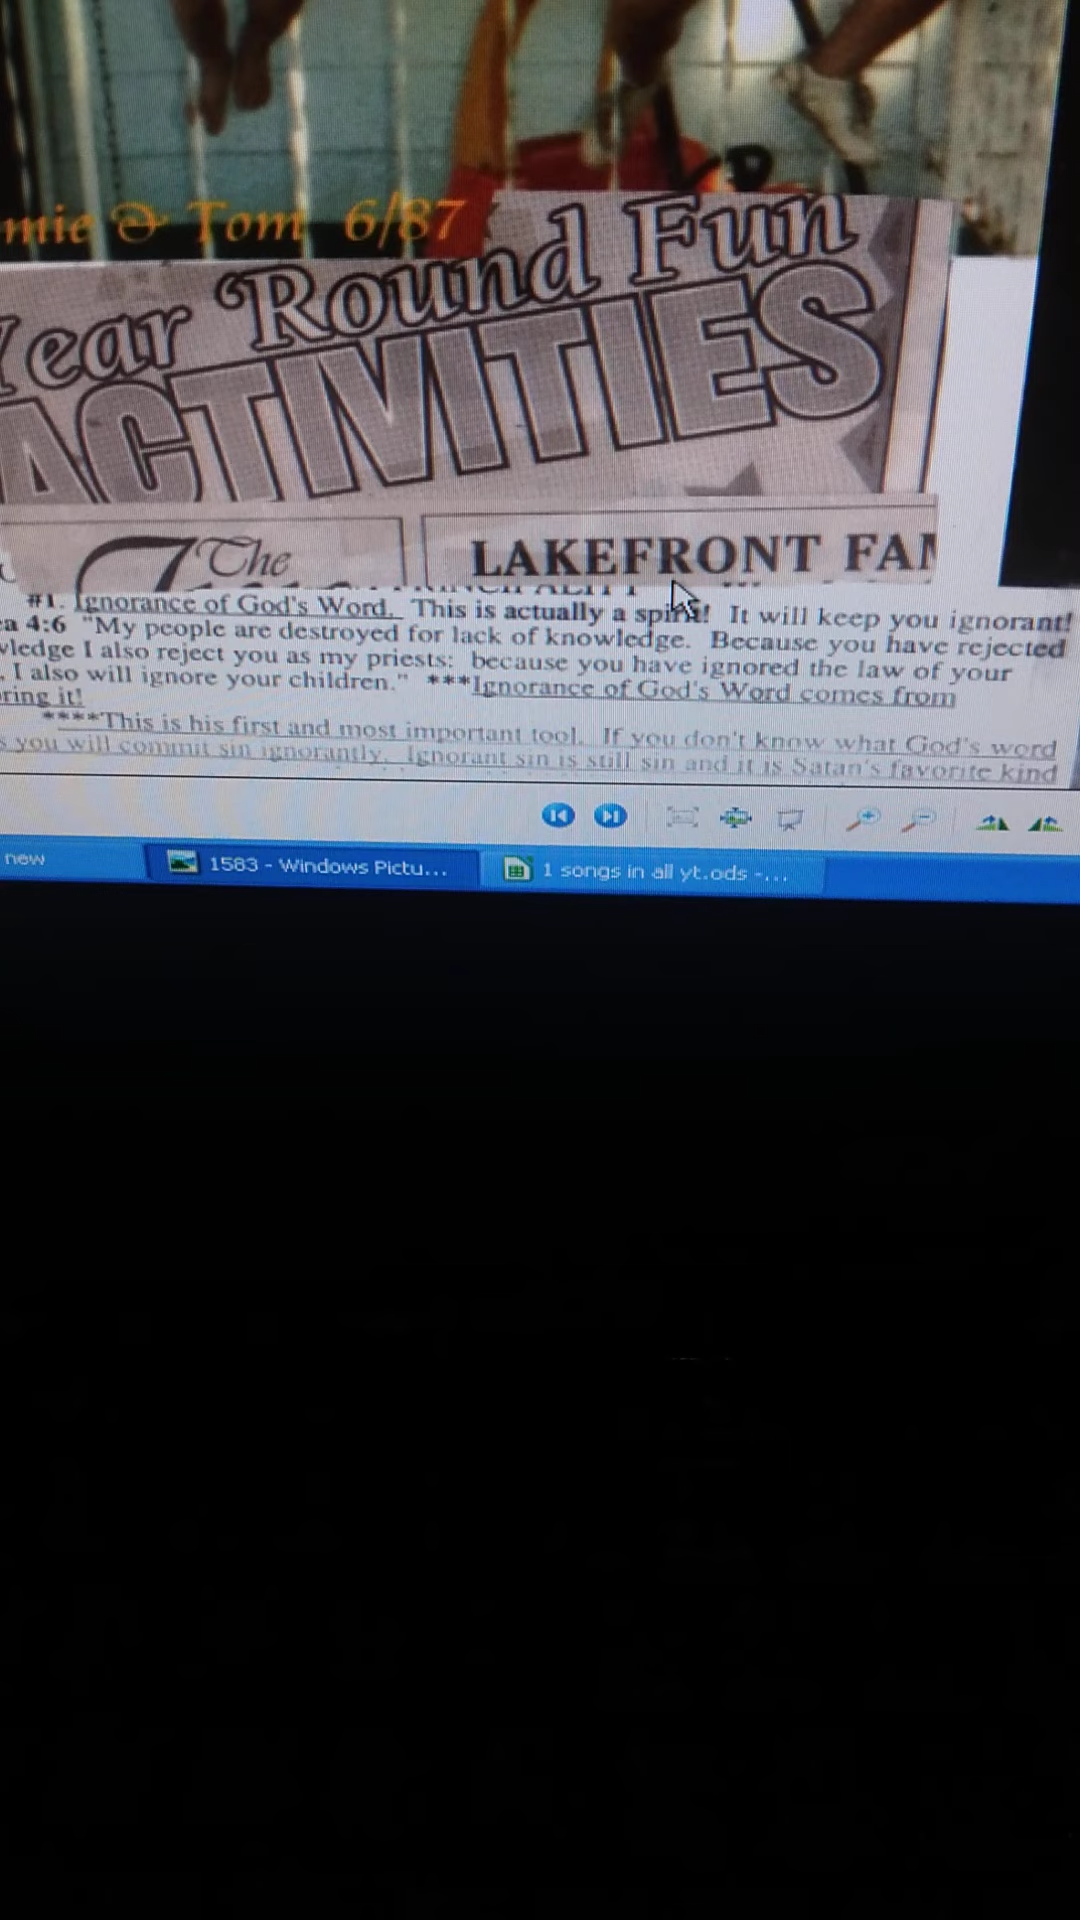 mie & Tom 6/87
Year 'Round Fun
ACTIVITIES
The
LAKEFRONT FAM
#1. Ignorance of God's Word. This is actually a spirit! It will keep you ignorant!
ea 4:6 "My people are destroyed for lack of knowledge. Because you have rejected
wledge I also reject you as my priests: because you have ignored the law of your
, I also will ignore your children." ***Ignorance of God's Word comes from
oring it!
****This is his first and most important tool. If you don't know what God's word
s you will commit sin ignorantly. Ignorant sin is still sin and it is Satan's favorite kind
new
1583 - Windows Pictu...
1 songs in all yt.ods -...